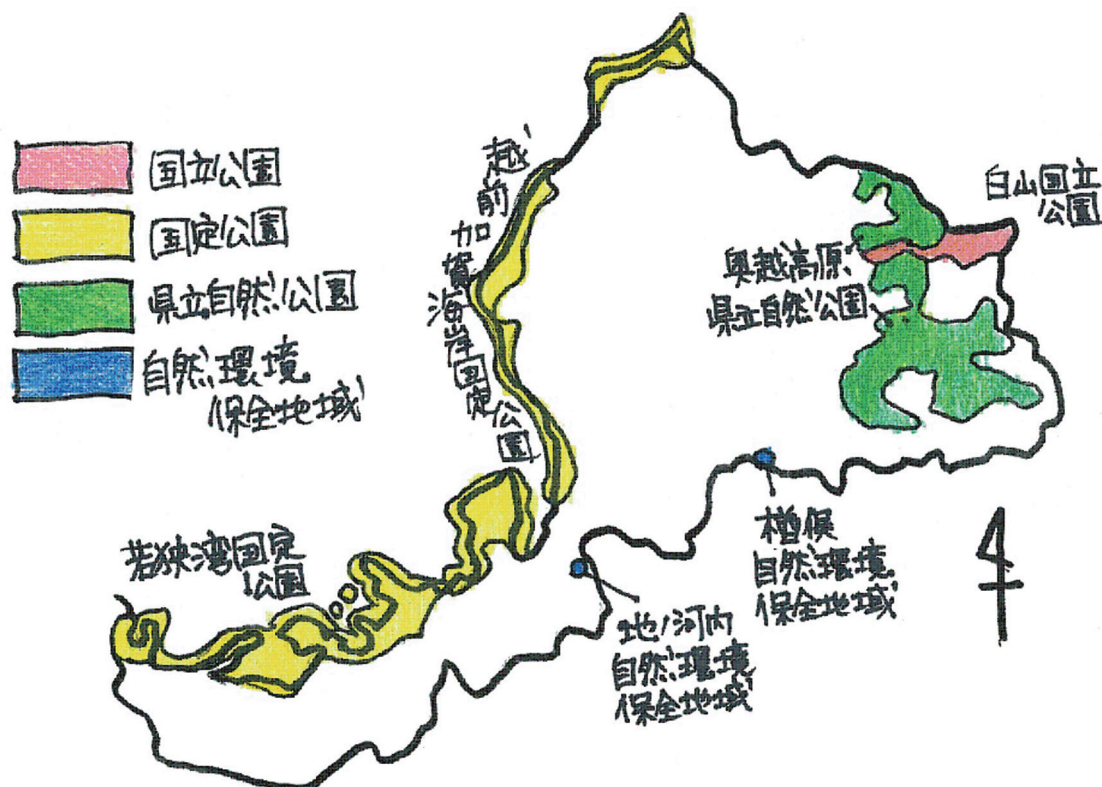 国立公園
国定公園
県立自然公園
自然環境
保全地域
越前加賀海岸国定公園
白山国立
公園
奥越高原
県立自然公園
若狭湾国定
公園
楢俣
自然環境
保全地域
池ノ河内
自然環境
保全地域